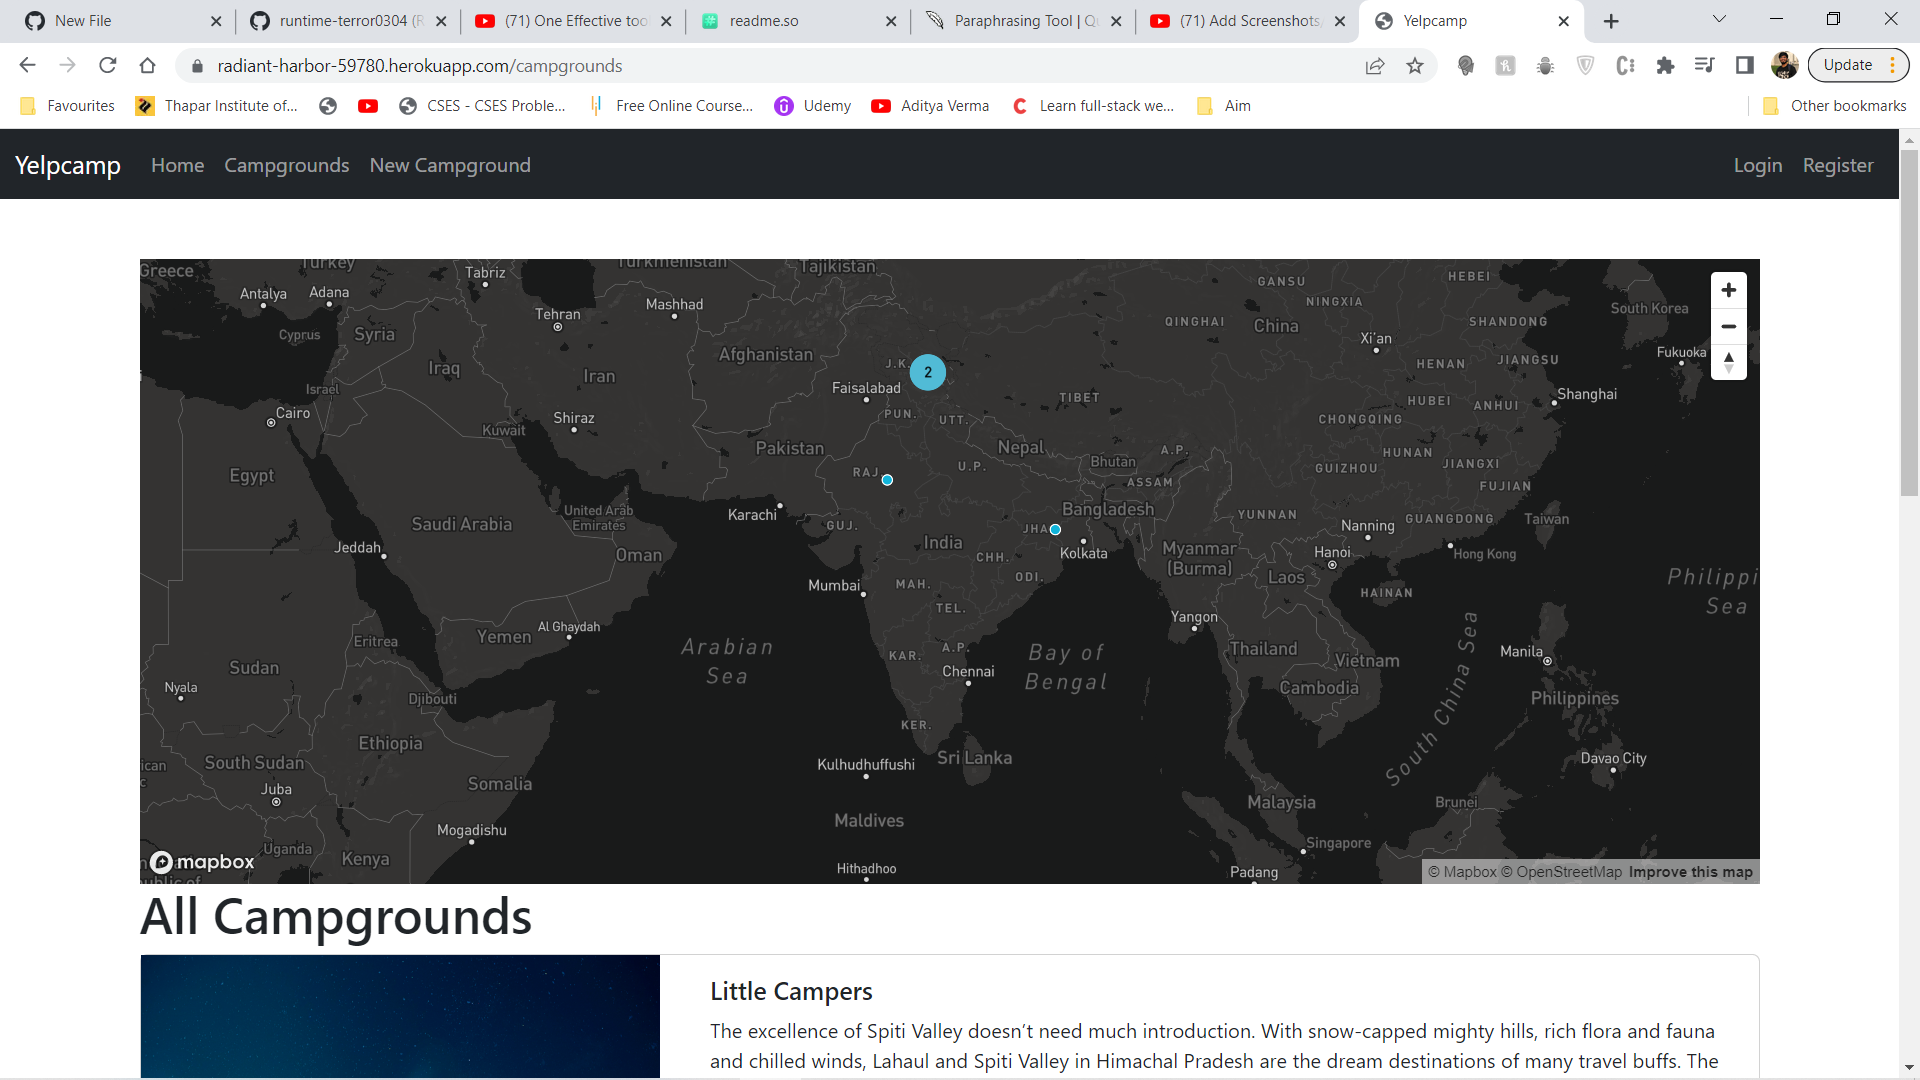 New File
runtime-terror0304 (R
(71) One Effective too
readme.so
Paraphrasing Tool | Qu
(71) Add Screenshots,
Yelpcamp
radiant-harbor-59780.herokuapp.com/campgrounds
Update
Favourites
Thapar Institute of...
CSES - CSES Proble...
Free Online Course...
Udemy
Aditya Verma
Learn full-stack we...
Aim
Other bookmarks
Yelpcamp
Home
Campgrounds
New Campground
Login
Register
Greece
Turkey
Tabriz
Turkmenistan
Tajikistan
GANSU
HEBEI
Antalya
Adana
Mashhad
NINGXIA
South Korea
Tehran
QINGHAI
China
SHANDONG
Cyprus
Syria
Xi'an
Afghanistan
J.K.
2
HENAN
JIANGSU
Fukuoka
Iraq
Iran
Faisalabad
Israel
TIBET
HUBEI
ANHUI
Shanghai
Cairo
Shiraz
PUN.
UTT.
CHONGQING
Kuwait
Pakistan
Nepal
A.P.
HUNAN
Bhutan
JIANGXI
Egypt
RAJ.
U.P.
GUIZHOU
ASSAM
FUJIAN
United Arab
Emirates
Karachi
Bangladesh
YUNNAN
GUANGDONG
Taiwan
Saudi Arabia
GUJ.
JHA
Nanning
Jeddah
Oman
India
Kolkata
Myanmar
(Burma)
Hanoi
Hong Kong
CHH.
Mumbai
MAH.
ODI.
Laos
HAINAN
Philippi
Sea
TEL.
Yangon
Al Ghaydah
Eritrea
Yemen
Arabian
Sea
KAR.
A.P.
Bay of
Bengal
Thailand
Vietnam
Manila
Sudan
Chennai
Nyala
Djibouti
Cambodia
South China Sea
Philippines
KER.
Ethiopia
South Sudan
Kulhudhuffushi
Sri Lanka
Davao City
ican
c
Juba
Somalia
Malaysia
Brunei
Mogadishu
Maldives
Uganda
Kenya
Singapore
mapbox
Hithadhoo
Padang
© Mapbox © OpenStreetMap Improve this map
All Campgrounds
Little Campers
The excellence of Spiti Valley doesn’t need much introduction. With snow-capped mighty hills, rich flora and fauna
and chilled winds, Lahaul and Spiti Valley in Himachal Pradesh are the dream destinations of many travel buffs. The